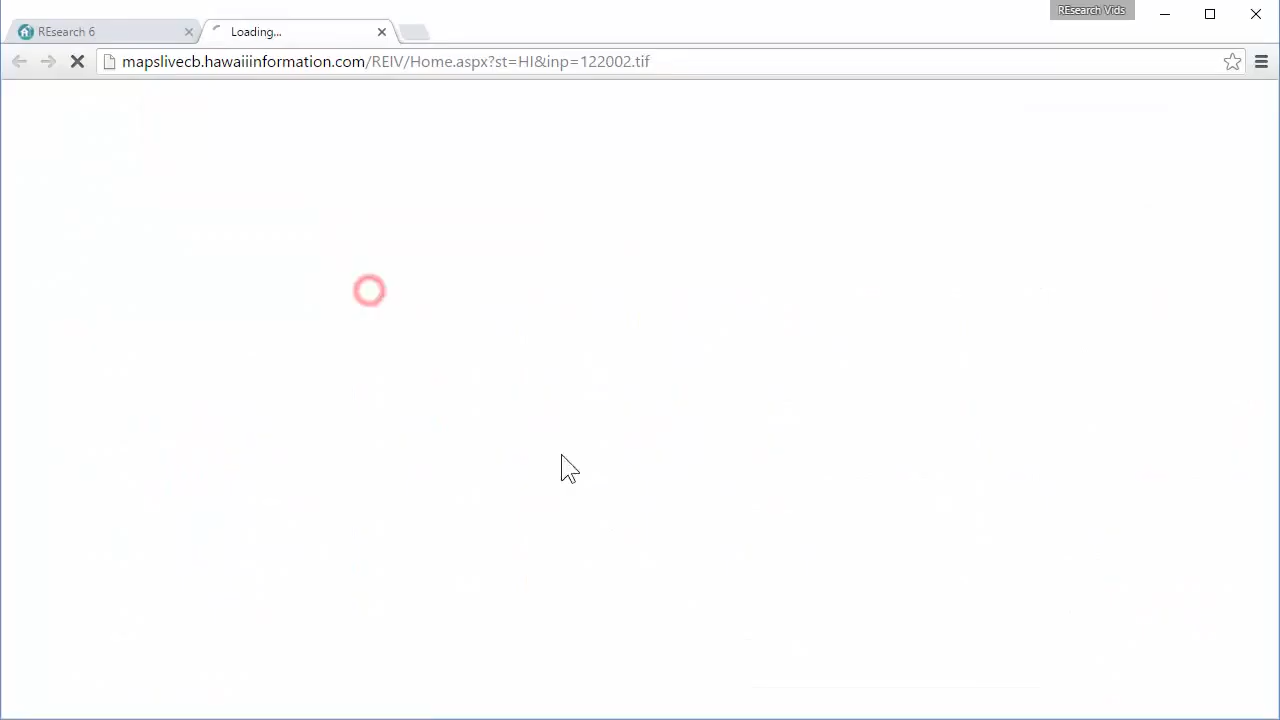 REsearch Vids
REsearch 6
Loading...
mapslivecb.hawaiiinformation.com/REIV/Home.aspx?st=HI&inp=122002.tif